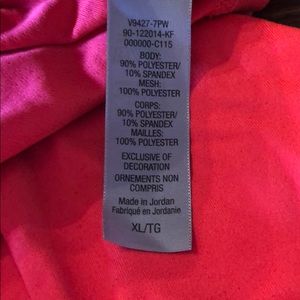 V9427-7PW
90-122014-KF
000000-C115
BODY:
90% POLYESTER/
10% SPANDEX
MESH:
100% POLYESTER
CORPS:
90% POLYESTER/
10% SPANDEX
MAILLES:
100% POLYESTER
EXCLUSIVE OF
DECORATION
ORNEMENTS NON
COMPRIS
Made in Jordan
Fabriqué en Jordanie
XL/TG